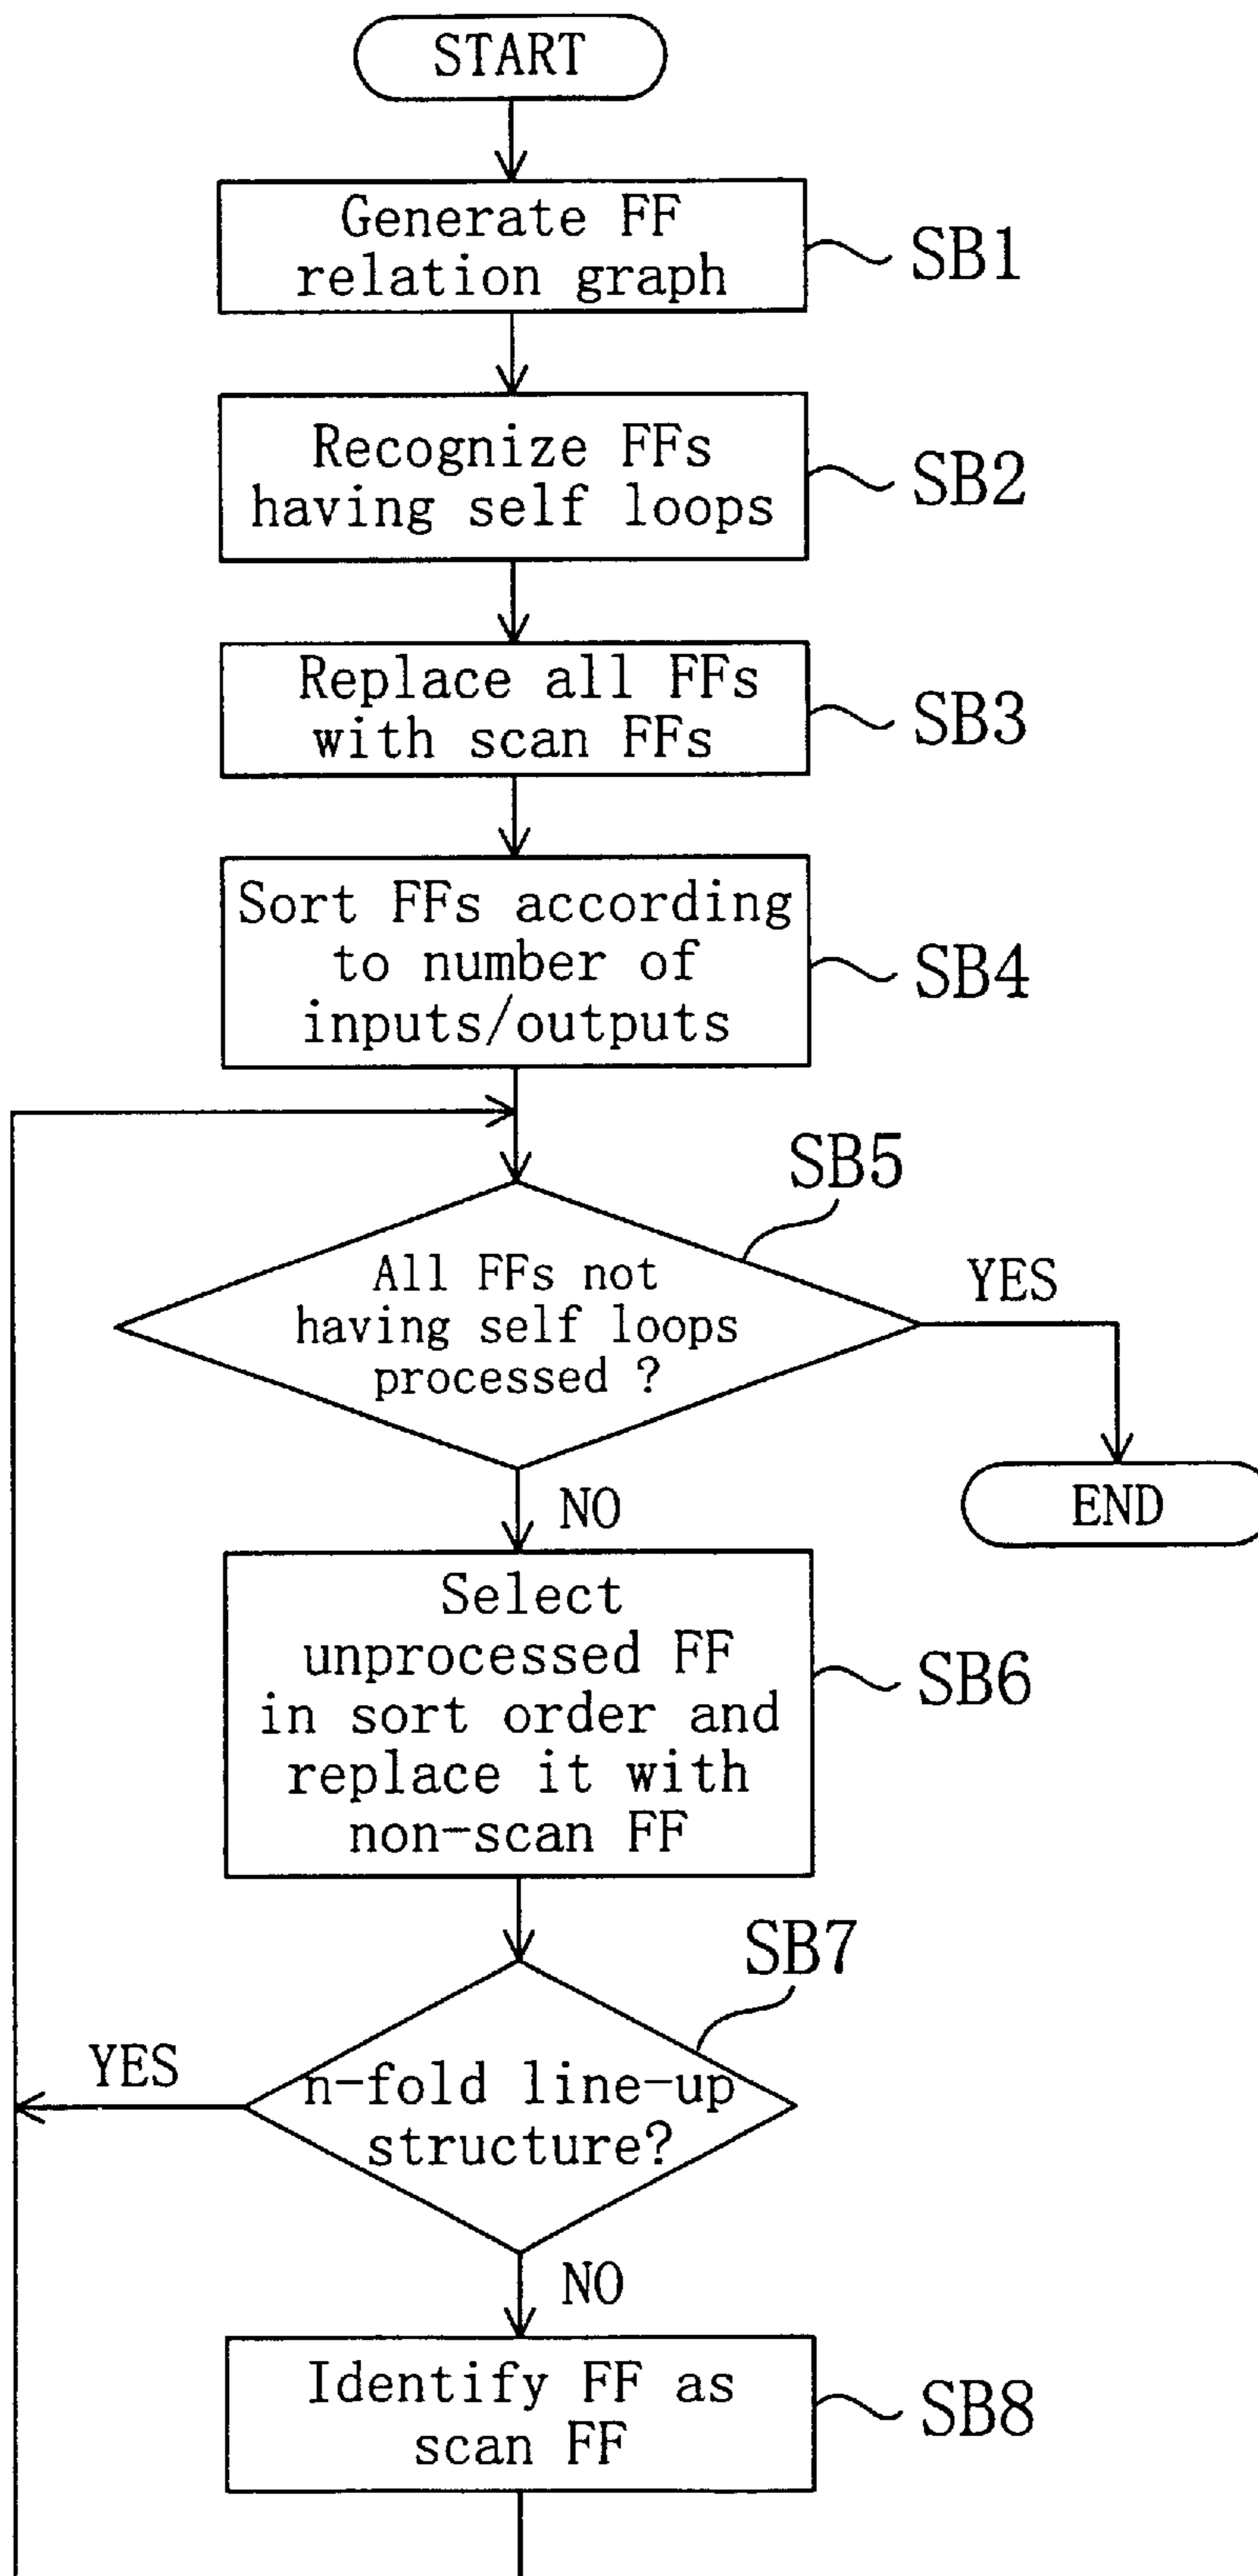 START
Generate FF
relation graph
SB1
Recognize FFs
having self loops
SB2
Replace all FFs
with scan FFs
SB3
Sort FFs according
to number of
inputs/outputs
SB4
SB5
All FFs not
having self loops
processed ?
YES
END
NO
Select
unprocessed FF
in sort order and
replace it with
non-scan FF
SB6
SB7
n-fold line-up
structure?
YES
NO
Identify FF as
scan FF
SB8